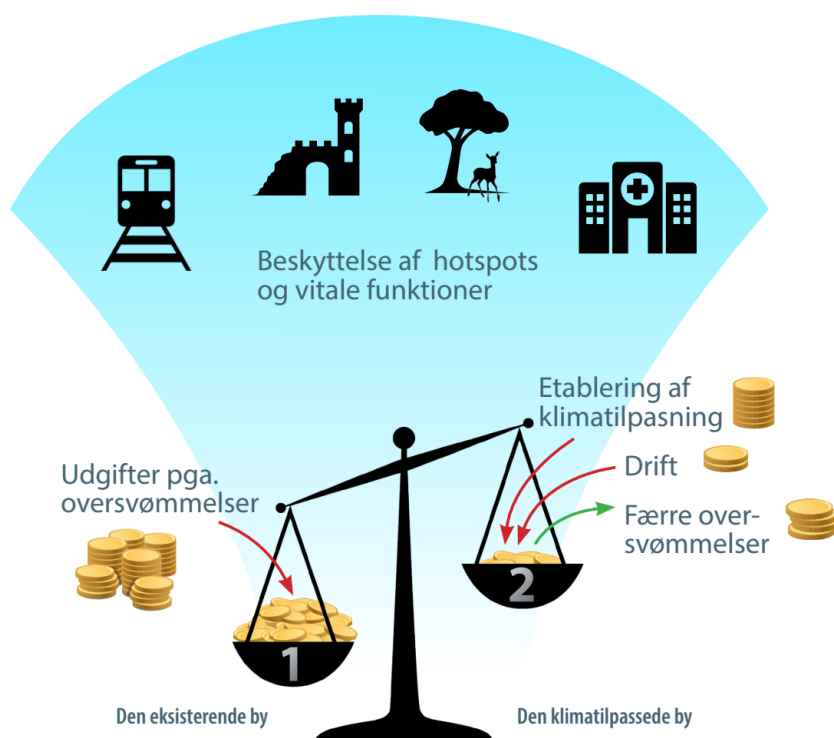 Beskyttelse af hotspots
og vitale funktioner
Etablering af
klimatilpasning
Drift
Færre over-
svømmelser
Udgifter pga.
oversvømmelser
1
2
Den eksisterende by
Den klimatilpassede by